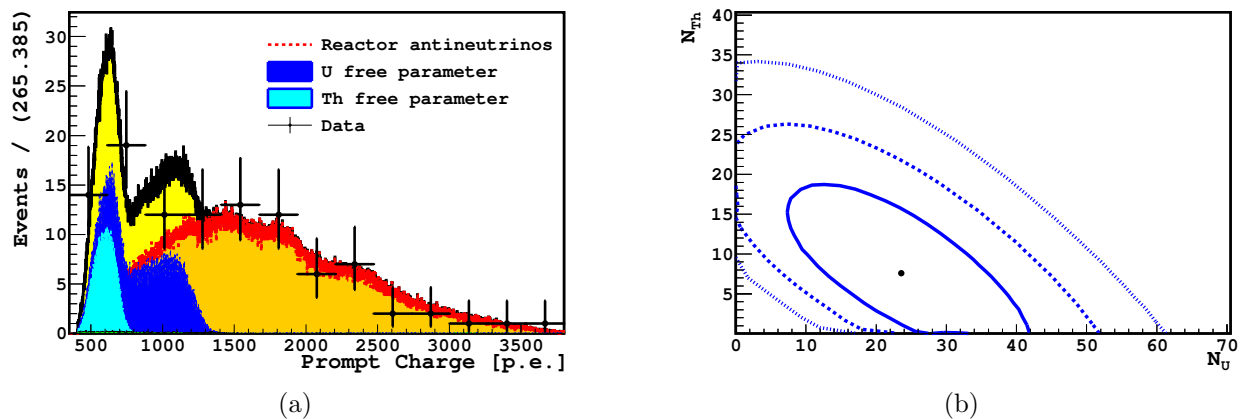 Events / (265.385)
30
25
20
15
10
5
0
Reactor antineutrinos
U free parameter
Th free parameter
Data
500 1000 1500 2000 2500 3000 3500
Prompt Charge [p.e.]
(a)
N_Th
40
35
30
25
20
15
10
5
0 10 20 30 40 50 60 70
N_U
(b)